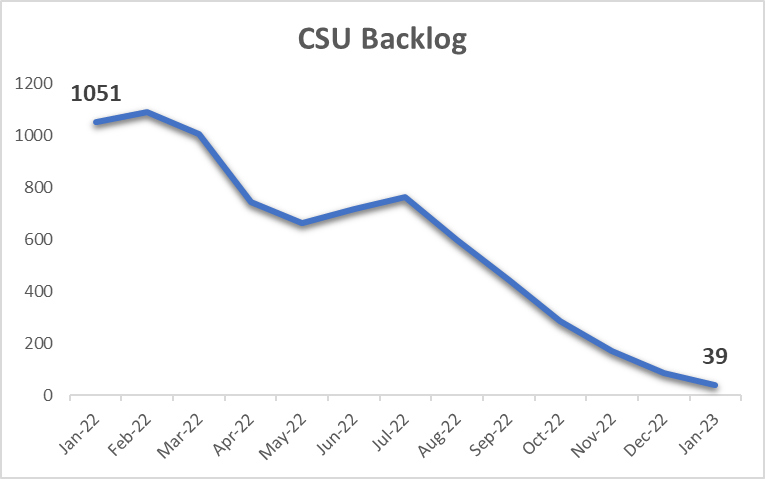 CSU Backlog
1200
1000
800
600
400
200
0
1051
39
Jan-22
Feb-22
Mar-22
Apr-22
May-22
Jun-22
Jul-22
Aug-22
Sep-22
Oct-22
Nov-22
Dec-22
Jan-23